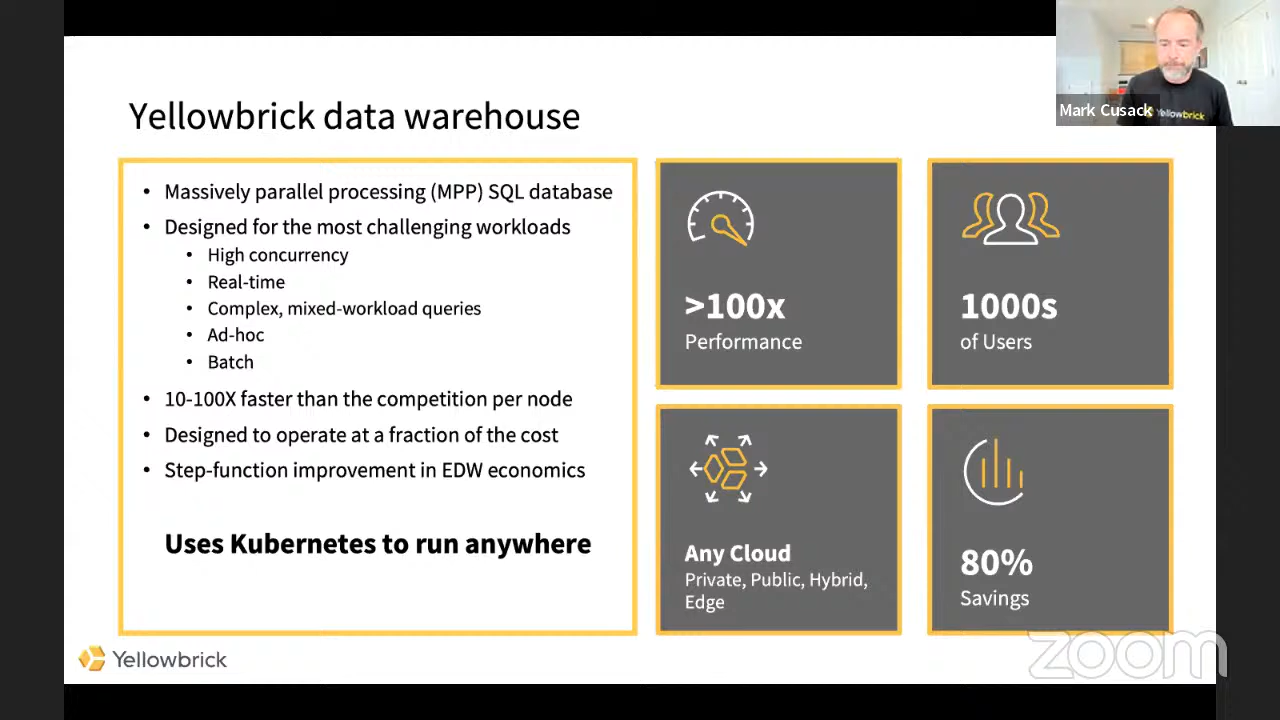 Yellowbrick data warehouse
• Massively parallel processing (MPP) SQL database
• Designed for the most challenging workloads
• High concurrency
• Real-time
• Complex, mixed-workload queries
• Ad-hoc
• Batch
• 10-100X faster than the competition per node
• Designed to operate at a fraction of the cost
• Step-function improvement in EDW economics
Uses Kubernetes to run anywhere
>100x
Performance
1000s
of Users
Any Cloud
Private, Public, Hybrid,
Edge
80%
Savings
Yellowbrick
Mark Cusack
Yellowbrick
zoom